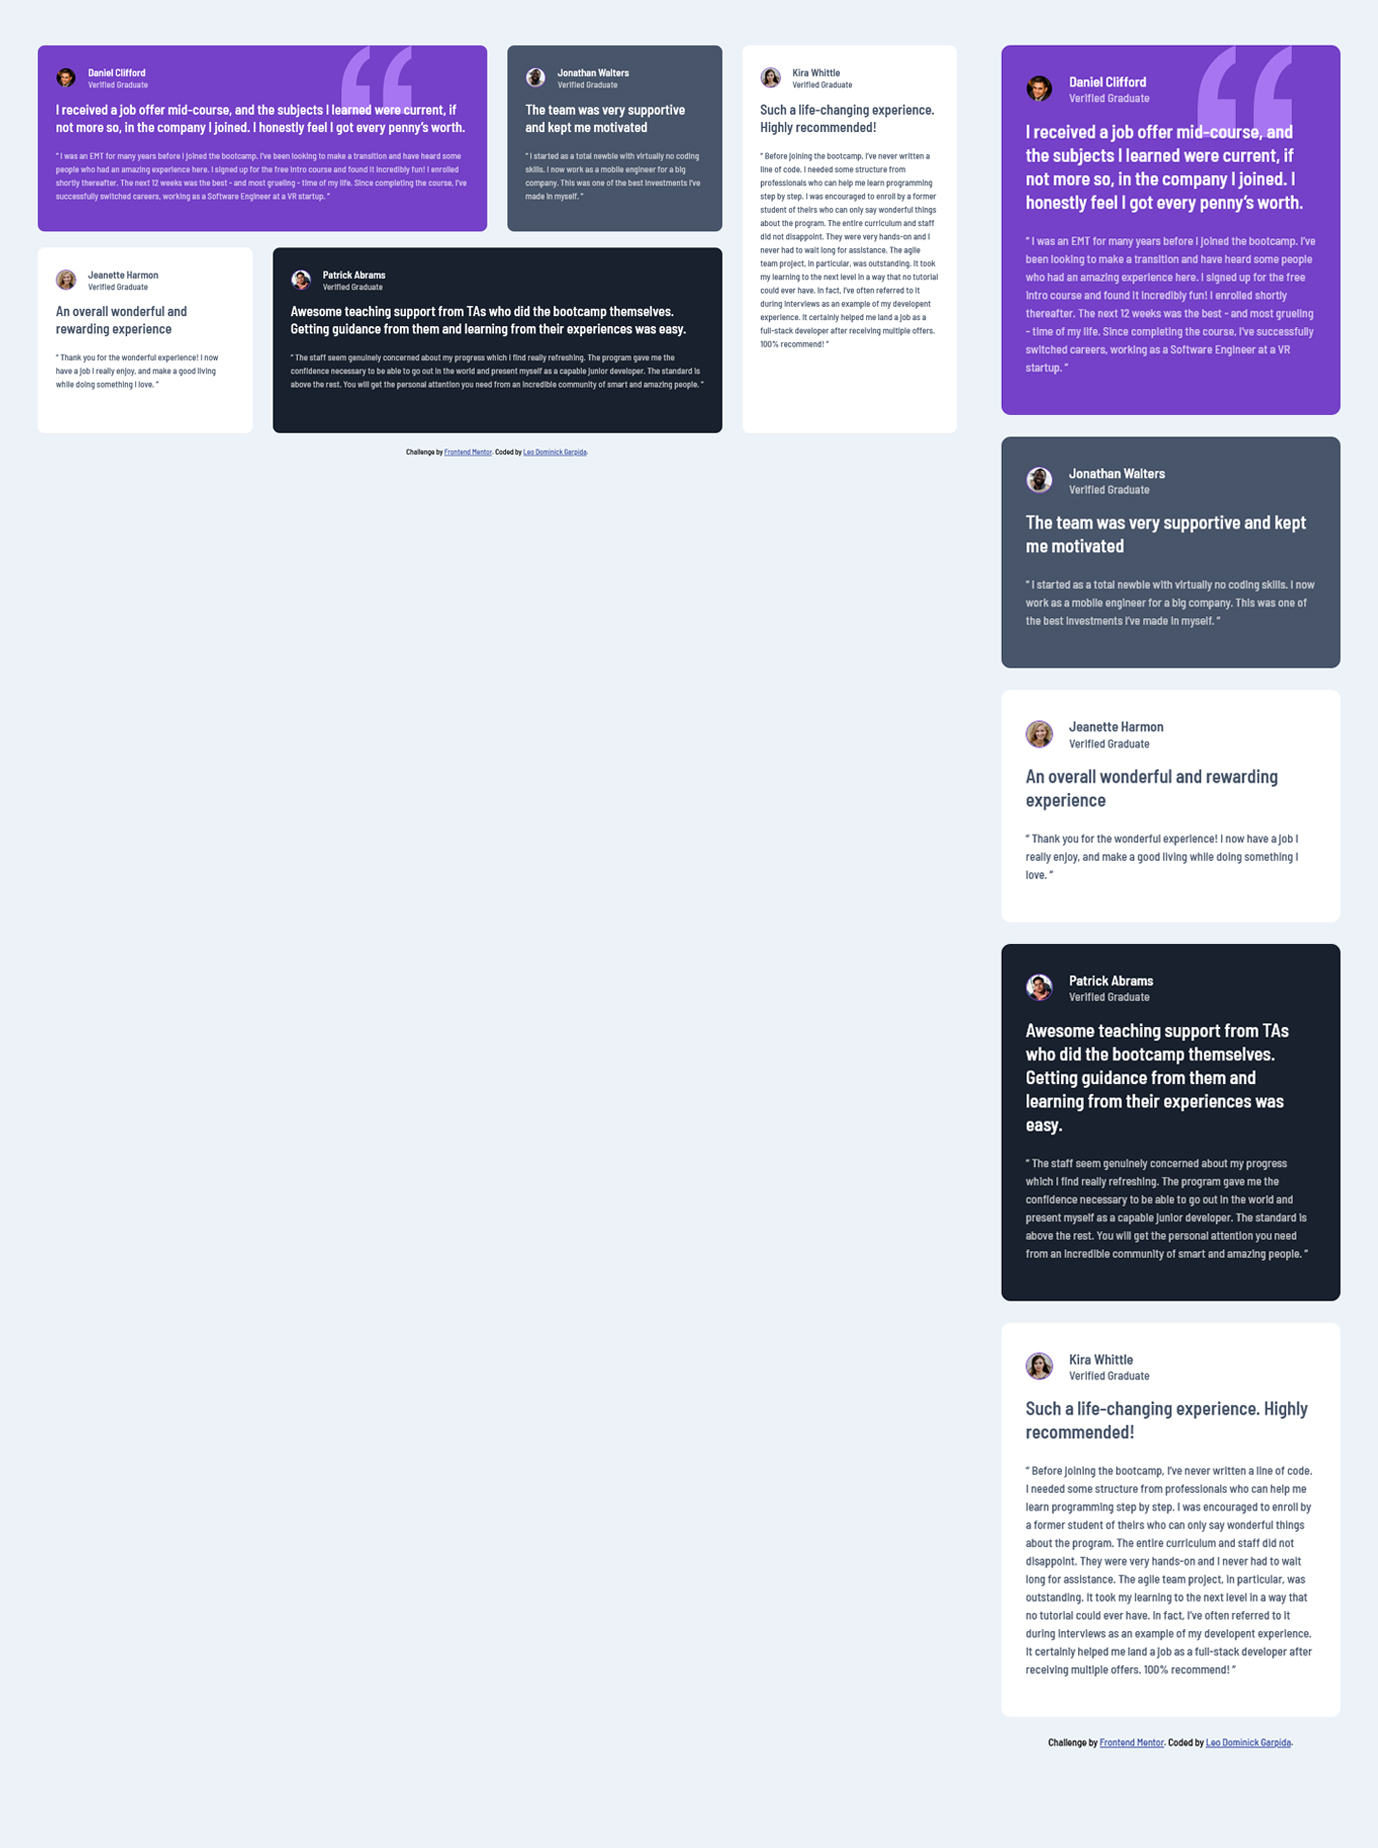 Daniel Clifford
Verified Graduate
I received a job offer mid-course, and the subjects I learned were current, if
not more so, in the company I joined. I honestly feel I got every penny’s worth.
“ I was an EMT for many years before I joined the bootcamp. I’ve been looking to make a transition and have heard some
people who had an amazing experience here. I signed up for the free intro course and found it incredibly fun! I enrolled
shortly thereafter. The next 12 weeks was the best - and most grueling - time of my life. Since completing the course, I’ve
successfully switched careers, working as a Software Engineer at a VR startup. ”
Jonathan Walters
Verified Graduate
The team was very supportive
and kept me motivated
“ I started as a total newbie with virtually no coding
skills. I now work as a mobile engineer for a big
company. This was one of the best investments I’ve
made in myself. ”
Kira Whittle
Verified Graduate
Such a life-changing experience.
Highly recommended!
“ Before joining the bootcamp, I’ve never written a
line of code. I needed some structure from
professionals who can help me learn programming
step by step. I was encouraged to enroll by a former
student of theirs who can only say wonderful things
about the program. The entire curriculum and staff
did not disappoint. They were very hands-on and I
never had to wait long for assistance. The agile
team project, in particular, was outstanding. It took
my learning to the next level in a way that no tutorial
could ever have. In fact, I’ve often referred to it
during interviews as an example of my developent
experience. It certainly helped me land a job as a
full-stack developer after receiving multiple offers.
100% recommend! ”
Jeanette Harmon
Verified Graduate
An overall wonderful and
rewarding experience
“ Thank you for the wonderful experience! I now
have a job I really enjoy, and make a good living
while doing something I love. ”
Patrick Abrams
Verified Graduate
Awesome teaching support from TAs who did the bootcamp themselves.
Getting guidance from them and learning from their experiences was easy.
“ The staff seem genuinely concerned about my progress which I find really refreshing. The program gave me the
confidence necessary to be able to go out in the world and present myself as a capable junior developer. The standard is
above the rest. You will get the personal attention you need from an incredible community of smart and amazing people. ”
Challenge by Frontend Mentor. Coded by Leo Dominick Garpida.
Daniel Clifford
Verified Graduate
I received a job offer mid-course, and
the subjects I learned were current, if
not more so, in the company I joined. I
honestly feel I got every penny’s worth.
“ I was an EMT for many years before I joined the bootcamp. I’ve
been looking to make a transition and have heard some people
who had an amazing experience here. I signed up for the free
intro course and found it incredibly fun! I enrolled shortly
thereafter. The next 12 weeks was the best - and most grueling
- time of my life. Since completing the course, I’ve successfully
switched careers, working as a Software Engineer at a VR
startup. ”
Jonathan Walters
Verified Graduate
The team was very supportive and kept
me motivated
“ I started as a total newbie with virtually no coding skills. I now
work as a mobile engineer for a big company. This was one of
the best investments I’ve made in myself. ”
Jeanette Harmon
Verified Graduate
An overall wonderful and rewarding
experience
“ Thank you for the wonderful experience! I now have a job I
really enjoy, and make a good living while doing something I
love. ”
Patrick Abrams
Verified Graduate
Awesome teaching support from TAs
who did the bootcamp themselves.
Getting guidance from them and
learning from their experiences was
easy.
“ The staff seem genuinely concerned about my progress
which I find really refreshing. The program gave me the
confidence necessary to be able to go out in the world and
present myself as a capable junior developer. The standard is
above the rest. You will get the personal attention you need
from an incredible community of smart and amazing people. ”
Kira Whittle
Verified Graduate
Such a life-changing experience. Highly
recommended!
“ Before joining the bootcamp, I’ve never written a line of code.
I needed some structure from professionals who can help me
learn programming step by step. I was encouraged to enroll by
a former student of theirs who can only say wonderful things
about the program. The entire curriculum and staff did not
disappoint. They were very hands-on and I never had to wait
long for assistance. The agile team project, in particular, was
outstanding. It took my learning to the next level in a way that
no tutorial could ever have. In fact, I’ve often referred to it
during interviews as an example of my developent experience.
It certainly helped me land a job as a full-stack developer after
receiving multiple offers. 100% recommend! ”
Challenge by Frontend Mentor. Coded by Leo Dominick Garpida.